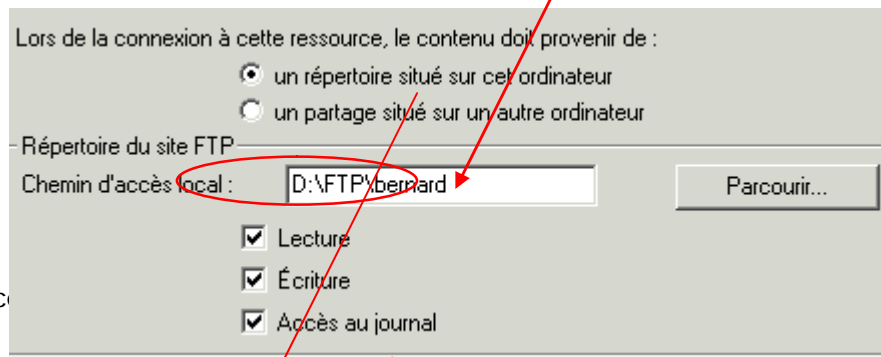 Lors de la connexion à cette ressource, le contenu doit provenir de :
un répertoire situé sur cet ordinateur
un partage situé sur un autre ordinateur
Répertoire du site FTP
Chemin d'accès local : D:\FTP\bernard Parcourir...
Lecture
Écriture
Accès au journal